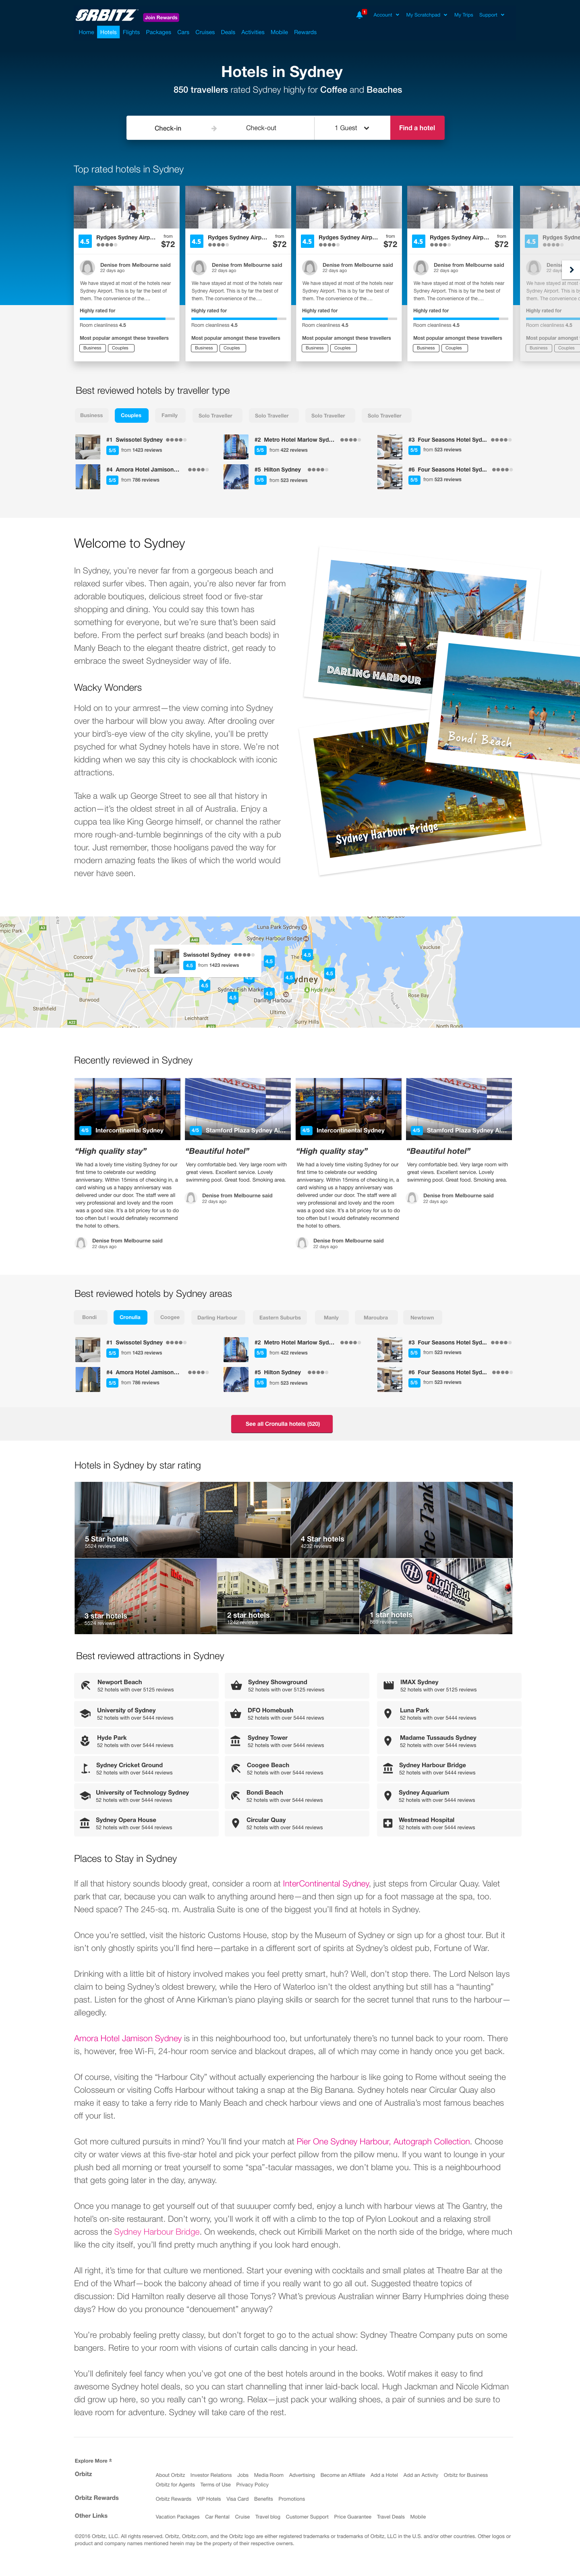 ORBITZ Join Rewards
1
Account My Scratchpad My Trips Support
Home Hotels Flights Packages Cars Cruises Deals Activities Mobile Rewards
Hotels in Sydney
850 travellers rated Sydney highly for Coffee and Beaches
Check-in Check-out 1 Guest Find a hotel
Top rated hotels in Sydney
4.5 Rydges Sydney Airp... from $72
Denise from Melbourne said
22 days ago
We have stayed at most of the hotels near
Sydney Airport. This is by far the best of
them. The convenience of the....
Highly rated for
Room cleanliness 4.5
Most popular amongst these travellers
Business Couples
4.5 Rydges Sydney Airp... from $72
Denise from Melbourne said
22 days ago
We have stayed at most of the hotels near
Sydney Airport. This is by far the best of
them. The convenience of the....
Highly rated for
Room cleanliness 4.5
Most popular amongst these travellers
Business Couples
4.5 Rydges Sydney Airp... from $72
Denise from Melbourne said
22 days ago
We have stayed at most of the hotels near
Sydney Airport. This is by far the best of
them. The convenience of the....
Highly rated for
Room cleanliness 4.5
Most popular amongst these travellers
Business Couples
4.5 Rydges Sydney Airp... from $72
Denise from Melbourne said
22 days ago
We have stayed at most of the hotels near
Sydney Airport. This is by far the best of
them. The convenience of the....
Highly rated for
Room cleanliness 4.5
Most popular amongst these travellers
Business Couples
4.5 Rydges Sydne
22 days
We have stayed at most
Sydney Airport. This is by
them. The convenience o
Highly rated for
Room cleanliness 4.5
Most popular amongst
Business Couples
Best reviewed hotels by traveller type
Business Couples Family Solo Traveller Solo Traveller Solo Traveller Solo Traveller
#1 Swissotel Sydney
5/5 from 1423 reviews
#2 Metro Hotel Marlow Syd...
5/5 from 422 reviews
#3 Four Seasons Hotel Syd...
5/5 from 523 reviews
#4 Amora Hotel Jamison...
5/5 from 786 reviews
#5 Hilton Sydney
5/5 from 523 reviews
#6 Four Seasons Hotel Syd...
5/5 from 523 reviews
Welcome to Sydney
In Sydney, you're never far from a gorgeous beach and
relaxed surfer vibes. Then again, you're also never far from
adorable boutiques, delicious street food or five-star
shopping and dining. You could say this town has
something for everyone, but we're sure that's been said
before. From the perfect surf breaks (and beach bods) in
Manly Beach to the elegant theatre district, get ready to
embrace the sweet Sydneysider way of life.
Wacky Wonders
Hold on to your armrest—the view coming into Sydney
over the harbour will blow you away. After drooling over
your bird's-eye view of the city skyline, you'll be pretty
psyched for what Sydney hotels have in store. We're not
kidding when we say this city is chockablock with iconic
attractions.
Take a walk up George Street to see all that history in
action—it's the oldest street in all of Australia. Enjoy a
cuppa tea like King George himself, or channel the rather
more rough-and-tumble beginnings of the city with a pub
tour. Just remember, those hooligans paved the way for
modern amazing feats the likes of which the world would
never have seen.
DARLING HARBOUR
Bondi Beach
Sydney Harbour Bridge
Sydney
Luna Park Sydney
Sydney Harbour Bridge
Vaucluse
Concord
Five Dock
Swissotel Sydney
4.5 from 1423 reviews
The
4.5
4.5
4.5
4.5
4.5
4.5
4.5
ydney
Hyde Park
Sydney Fish Market
Darling Harbour
Rose Bay
Burwood
Strathfield
Leichhardt
Ultimo
Surry Hills
North Bondi
Recently reviewed in Sydney
4/5 Intercontinental Sydney
"High quality stay"
We had a lovely time visiting Sydney for our
first time to celebrate our wedding
anniversary. Within 15mins of checking in, a
card wishing us a happy anniversary was
delivered under our door. The staff were all
very professional and lovely and the room
was a good size. It's a bit pricey for us to do
too often but I would definately recommend
the hotel to others.
Denise from Melbourne said
22 days ago
4/5 Stamford Plaza Sydney Ai...
"Beautiful hotel"
Very comfortable bed. Very large room with
great views. Excellent service. Lovely
swimming pool. Great food. Smoking area.
Denise from Melbourne said
22 days ago
4/5 Intercontinental Sydney
"High quality stay"
We had a lovely time visiting Sydney for our
first time to celebrate our wedding
anniversary. Within 15mins of checking in, a
card wishing us a happy anniversary was
delivered under our door. The staff were all
very professional and lovely and the room
was a good size. It's a bit pricey for us to do
too often but I would definately recommend
the hotel to others.
Denise from Melbourne said
22 days ago
4/5 Stamford Plaza Sydney Ai...
"Beautiful hotel"
Very comfortable bed. Very large room with
great views. Excellent service. Lovely
swimming pool. Great food. Smoking area.
Denise from Melbourne said
22 days ago
Best reviewed hotels by Sydney areas
Bondi Cronulla Coogee Darling Harbour Eastern Suburbs Manly Maroubra Newtown
#1 Swissotel Sydney
5/5 from 1423 reviews
#2 Metro Hotel Marlow Syd...
5/5 from 422 reviews
#3 Four Seasons Hotel Syd...
5/5 from 523 reviews
#4 Amora Hotel Jamison...
5/5 from 786 reviews
#5 Hilton Sydney
5/5 from 523 reviews
#6 Four Seasons Hotel Syd...
5/5 from 523 reviews
See all Cronulla hotels (520)
Hotels in Sydney by star rating
5 Star hotels
5524 reviews
The Tank
4 Star hotels
4232 reviews
ibis
3 star hotels
5024 reviews
2 star hotels
1242 reviews
Highfield
1 star hotels
Best reviewed attractions in Sydney
Newport Beach
52 hotels with over 5125 reviews
Sydney Showground
52 hotels with over 5125 reviews
IMAX Sydney
52 hotels with over 5125 reviews
University of Sydney
52 hotels with over 5444 reviews
DFO Homebush
52 hotels with over 5444 reviews
Luna Park
52 hotels with over 5444 reviews
Hyde Park
52 hotels with over 5444 reviews
Sydney Tower
52 hotels with over 5444 reviews
Madame Tussauds Sydney
52 hotels with over 5444 reviews
Sydney Cricket Ground
52 hotels with over 5444 reviews
Coogee Beach
52 hotels with over 5444 reviews
Sydney Harbour Bridge
52 hotels with over 5444 reviews
University of Technology Sydney
52 hotels with over 5444 reviews
Bondi Beach
52 hotels with over 5444 reviews
Sydney Aquarium
52 hotels with over 5444 reviews
Sydney Opera House
52 hotels with over 5444 reviews
Circular Quay
52 hotels with over 5444 reviews
Westmead Hospital
52 hotels with over 5444 reviews
Places to Stay in Sydney
If all that history sounds bloody great, consider a room at InterContinental Sydney, just steps from Circular Quay. Valet
park that car, because you can walk to anything around here—and then sign up for a foot massage at the spa, too.
Need space? The 245-sq. m. Australia Suite is one of the biggest you'll find at hotels in Sydney.
Once you're settled, visit the historic Customs House, stop by the Museum of Sydney or sign up for a ghost tour. But it
isn't only ghostly spirits you'll find here—partake in a different sort of spirits at Sydney's oldest pub, Fortune of War.
Drinking with a little bit of history involved makes you feel pretty smart, huh? Well, don't stop there. The Lord Nelson lays
claim to being Sydney's oldest brewery, while the Hero of Waterloo isn't the oldest anything but still has a "haunting"
past. Listen for the ghost of Anne Kirkman's piano playing skills or search for the secret tunnel that runs to the harbour—
allegedly.
Amora Hotel Jamison Sydney is in this neighbourhood too, but unfortunately there's no tunnel back to your room. There
is, however, free Wi-Fi, 24-hour room service and blackout drapes, all of which may come in handy once you get back.
Of course, visiting the "Harbour City" without actually experiencing the harbour is like going to Rome without seeing the
Colosseum or visiting Coffs Harbour without taking a snap at the Big Banana. Sydney hotels near Circular Quay also
make it easy to take a ferry ride to Manly Beach and check harbour views and one of Australia's most famous beaches
off your list.
Got more cultured pursuits in mind? You'll find your match at Pier One Sydney Harbour, Autograph Collection. Choose
city or water views at this five-star hotel and pick your perfect pillow from the pillow menu. If you want to lounge in your
plush bed all morning or treat yourself to some "spa"-tacular massages, we don't blame you. This is a neighbourhood
that gets going later in the day, anyway.
Once you manage to get yourself out of that suuuuper comfy bed, enjoy a lunch with harbour views at The Gantry, the
hotel's on-site restaurant. Don't worry, you'll work it off with a climb to the top of Pylon Lookout and a relaxing stroll
across the Sydney Harbour Bridge. On weekends, check out Kirribilli Market on the north side of the bridge, where much
like the city itself, you'll find pretty much anything if you look hard enough.
All right, it's time for that culture we mentioned. Start your evening with cocktails and small plates at Theatre Bar at the
End of the Wharf—book the balcony ahead of time if you really want to go all out. Suggested theatre topics of
discussion: Did Hamilton really deserve all those Tonys? What's previous Australian winner Barry Humphries doing these
days? How do you pronounce "denouement" anyway?
You're probably feeling pretty classy, but don't forget to go to the actual show: Sydney Theatre Company puts on some
bangers. Retire to your room with visions of curtain calls dancing in your head.
You'll definitely feel fancy when you've got one of the best hotels around in the books. Wotif makes it easy to find
awesome Sydney hotel deals, so you can start channelling that inner laid-back local. Hugh Jackman and Nicole Kidman
did grow up here, so you really can't go wrong. Relax—just pack your walking shoes, a pair of sunnies and be sure to
leave room for adventure. Sydney will take care of the rest.
Explore More
Orbitz
About Orbitz Investor Relations Jobs Media Room Advertising Become an Affiliate Add a Hotel Add an Activity Orbitz for Business
Orbitz for Agents Terms of Use Privacy Policy
Orbitz Rewards
Orbitz Rewards VIP Hotels Visa Card Benefits Promotions
Other Links
Vacation Packages Car Rental Cruise Travel blog Customer Support Price Guarantee Travel Deals Mobile
©2016 Orbitz, LLC. All rights reserved. Orbitz, Orbitz.com, and the Orbitz logo are either registered trademarks or trademarks of Orbitz, LLC in the U.S. and/or other countries. Other logos or
product and company names mentioned herein may be the property of their respective owners.